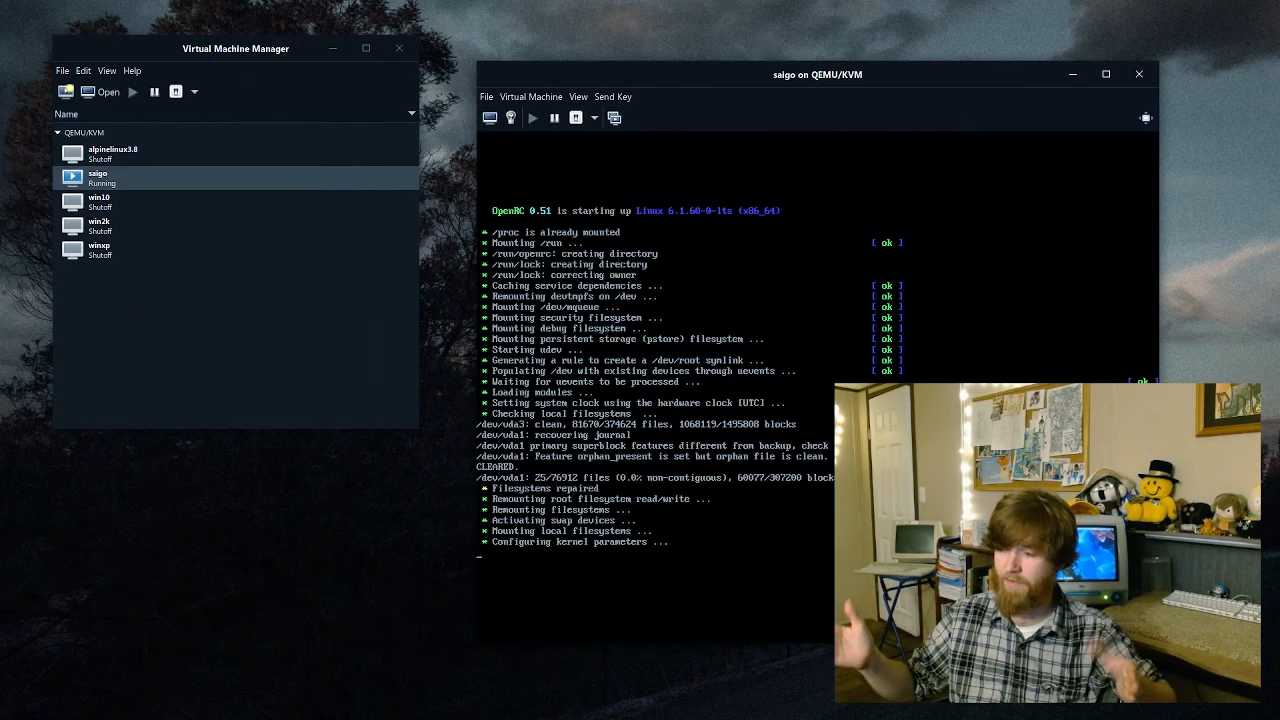 Virtual Machine Manager
File Edit View Help
Open
Name
QEMU/KVM
alpinelinux3.8
Shutoff
saigo
Running
win10
Shutoff
win2k
Shutoff
winxp
Shutoff
saigo on QEMU/KVM
File Virtual Machine View Send Key
OpenRC 0.51 is starting up Linux 6.1.60-0-lts (x86_64)
* /proc is already mounted
* Mounting /run ... [ ok ]
* /run/openrc: creating directory
* /run/lock: creating directory
* /run/lock: correcting owner
* Caching service dependencies ... [ ok ]
* Remounting devtmpfs on /dev ... [ ok ]
* Mounting /dev/mqueue ... [ ok ]
* Mounting security filesystem ... [ ok ]
* Mounting debug filesystem ... [ ok ]
* Mounting persistent storage (pstore) filesystem ... [ ok ]
* Starting udev ... [ ok ]
* Generating a rule to create a /dev/root symlink ... [ ok ]
* Populating /dev with existing devices through uevents ... [ ok ]
* Waiting for uevents to be processed ... [ ok ]
* Loading modules ...
* Setting system clock using the hardware clock [UTC] ...
* Checking local filesystems ...
/dev/vda3: clean, 81670/374624 files, 1068119/1495808 blocks
/dev/vda1: recovering journal
/dev/vda1 primary superblock features different from backup, check
/dev/vda1: Feature orphan_present is set but orphan file is clean.
CLEARED.
/dev/vda1: 25/76912 files (0.0% non-contiguous), 60077/307200 block
* Filesystems repaired
* Remounting root filesystem read/write ...
* Remounting filesystems ...
* Activating swap devices ...
* Mounting local filesystems ...
* Configuring kernel parameters ...